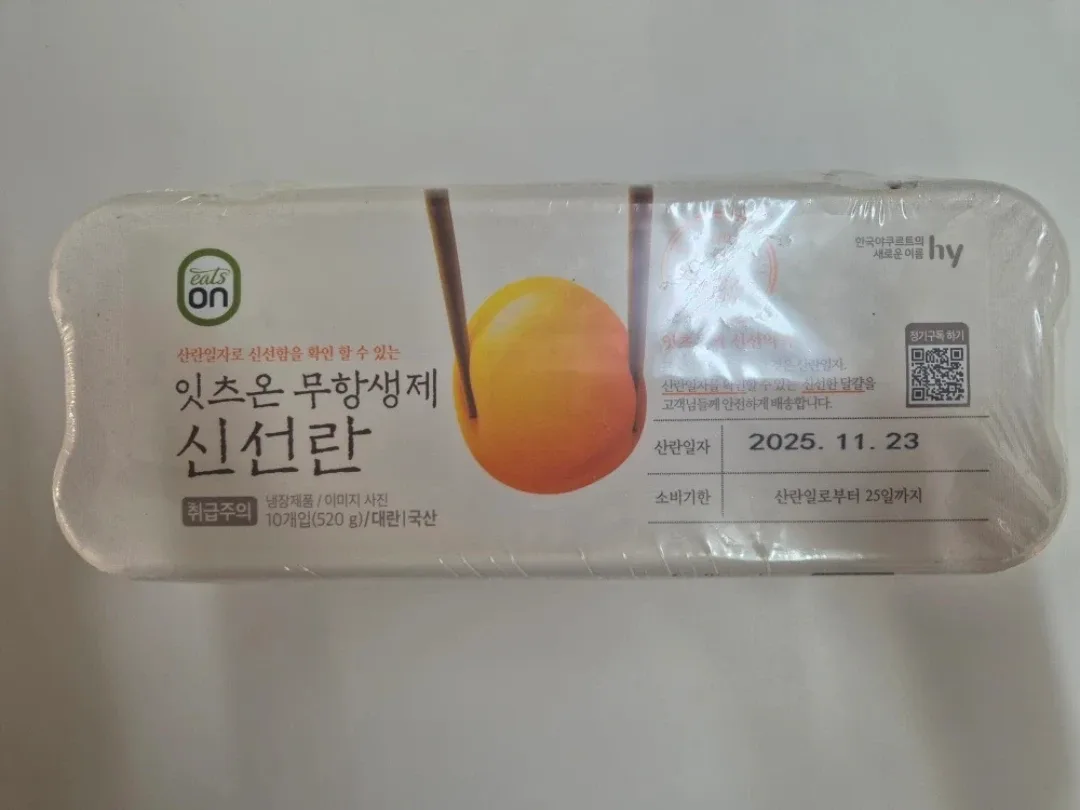 eats
on
산란일자로 신선함을 확인 할 수 있는
잇츠온 무항생제
신선란
취급주의
냉장제품 / 이미지 사진
10개입(520 g)/대란|국산
한국야쿠르트의
새로운 이름 hy
정기구독 하기
산란일자.
산란일자를 확인할 수 있는 신선한 달걀을
고객님들께 안전하게 배송합니다.
산란일자 2025. 11. 23
소비기한 산란일로부터 25일까지